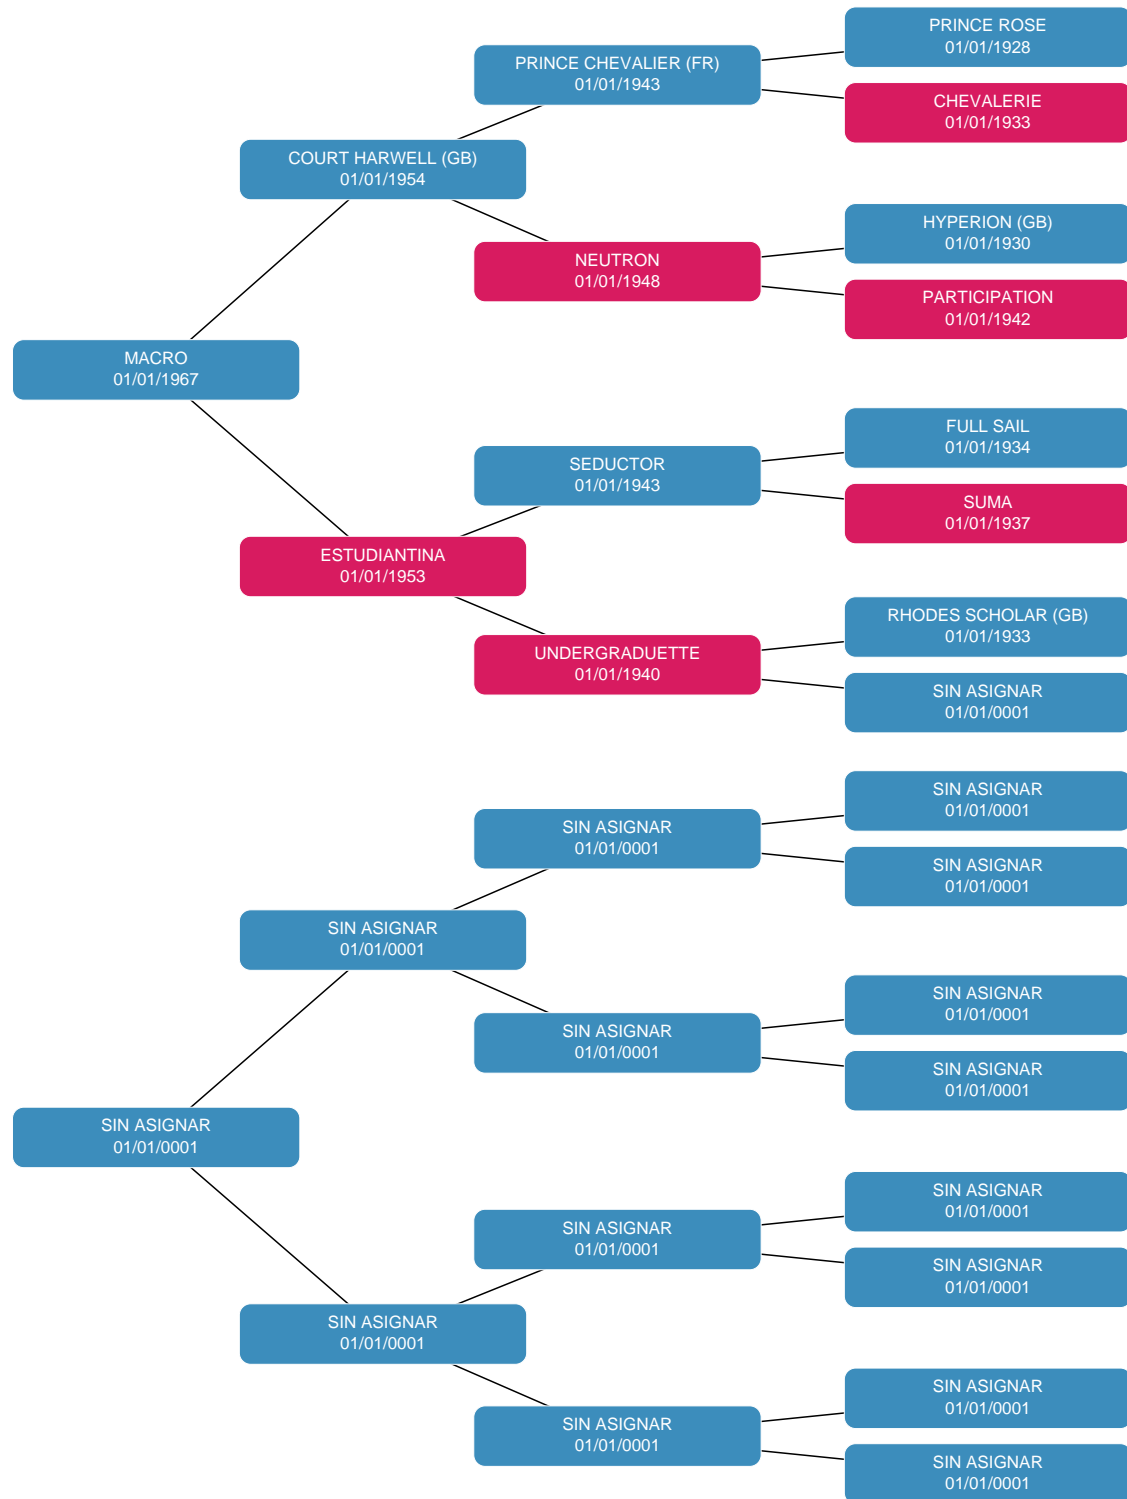 PRINCE ROSE
01/01/1928
PRINCE CHEVALIER (FR)
01/01/1943
CHEVALERIE
01/01/1933
COURT HARWELL (GB)
01/01/1954
HYPERION (GB)
01/01/1930
NEUTRON
01/01/1948
PARTICIPATION
01/01/1942
MACRO
01/01/1967
FULL SAIL
01/01/1934
SEDUCTOR
01/01/1943
SUMA
01/01/1937
ESTUDIANTINA
01/01/1953
RHODES SCHOLAR (GB)
01/01/1933
UNDERGRADUETTE
01/01/1940
SIN ASIGNAR
01/01/0001
SIN ASIGNAR
01/01/0001
SIN ASIGNAR
01/01/0001
SIN ASIGNAR
01/01/0001
SIN ASIGNAR
01/01/0001
SIN ASIGNAR
01/01/0001
SIN ASIGNAR
01/01/0001
SIN ASIGNAR
01/01/0001
SIN ASIGNAR
01/01/0001
SIN ASIGNAR
01/01/0001
SIN ASIGNAR
01/01/0001
SIN ASIGNAR
01/01/0001
SIN ASIGNAR
01/01/0001
SIN ASIGNAR
01/01/0001
SIN ASIGNAR
01/01/0001
SIN ASIGNAR
01/01/0001